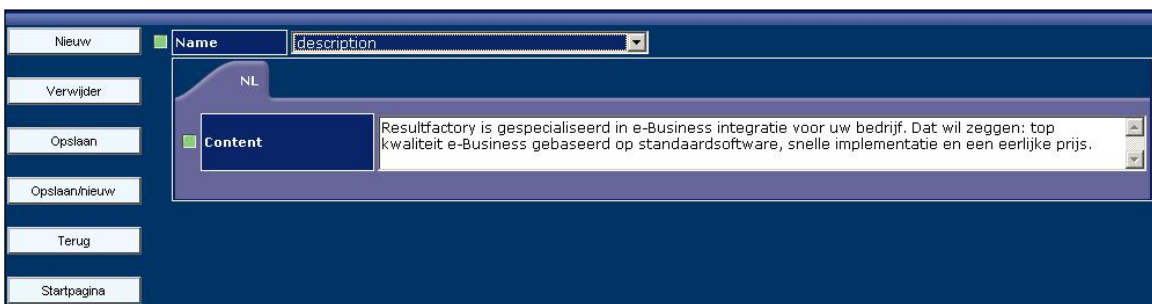 Nieuw
Name
description
Verwijder
NL
Opslaan
Content
Resultfactory is gespecialiseerd in e-Business integratie voor uw bedrijf. Dat wil zeggen: top
kwaliteit e-Business gebaseerd op standaardsoftware, snelle implementatie en een eerlijke prijs.
Opslaan/nieuw
Terug
Startpagina